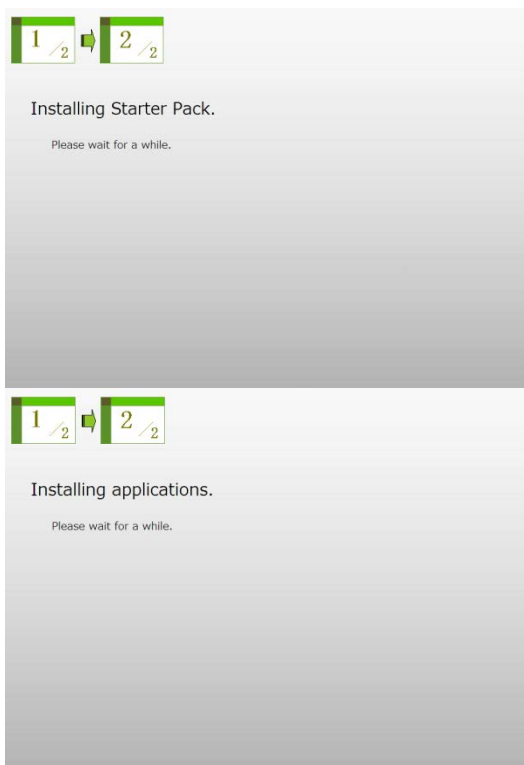 1/2 2/2
Installing Starter Pack.
Please wait for a while.
1/2 2/2
Installing applications.
Please wait for a while.